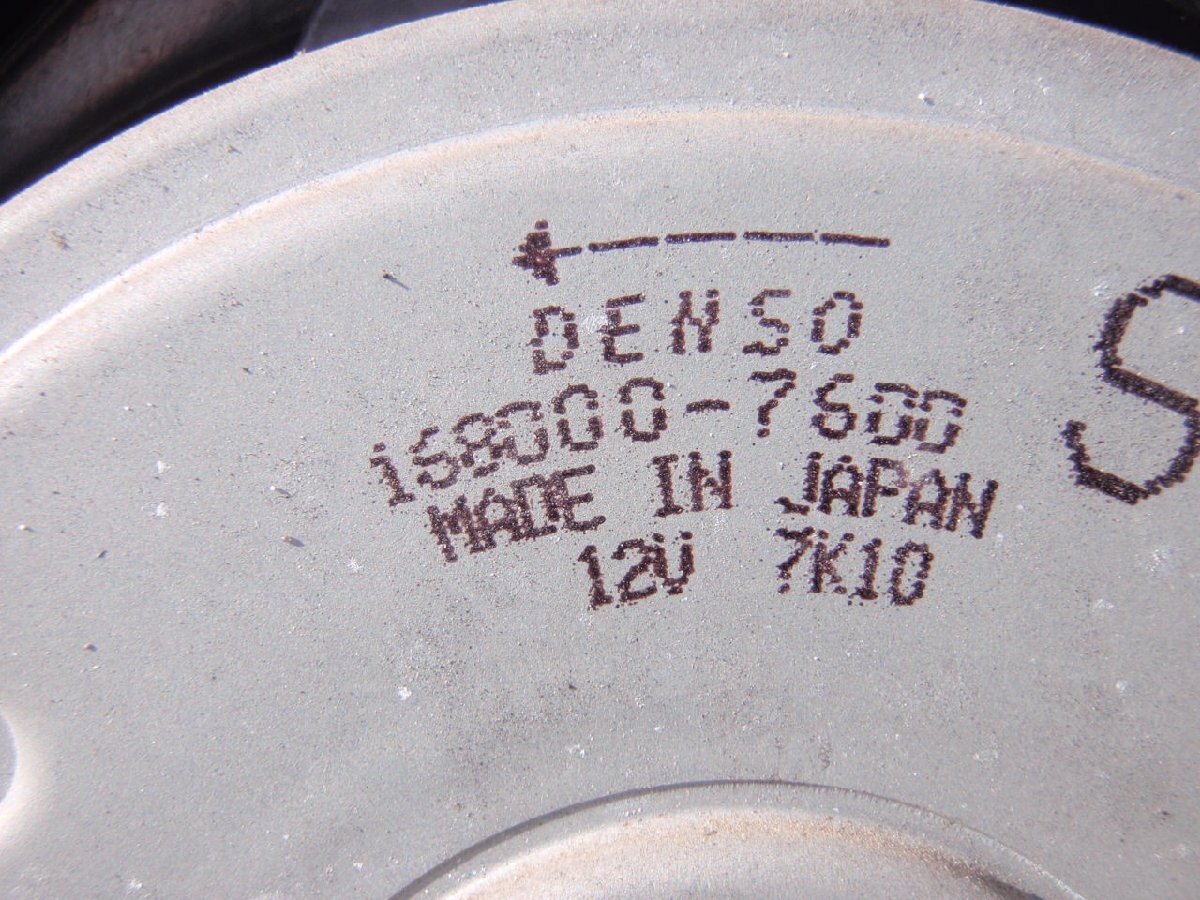 DENSO
168000-7600
MADE IN JAPAN
12V 7K10
S